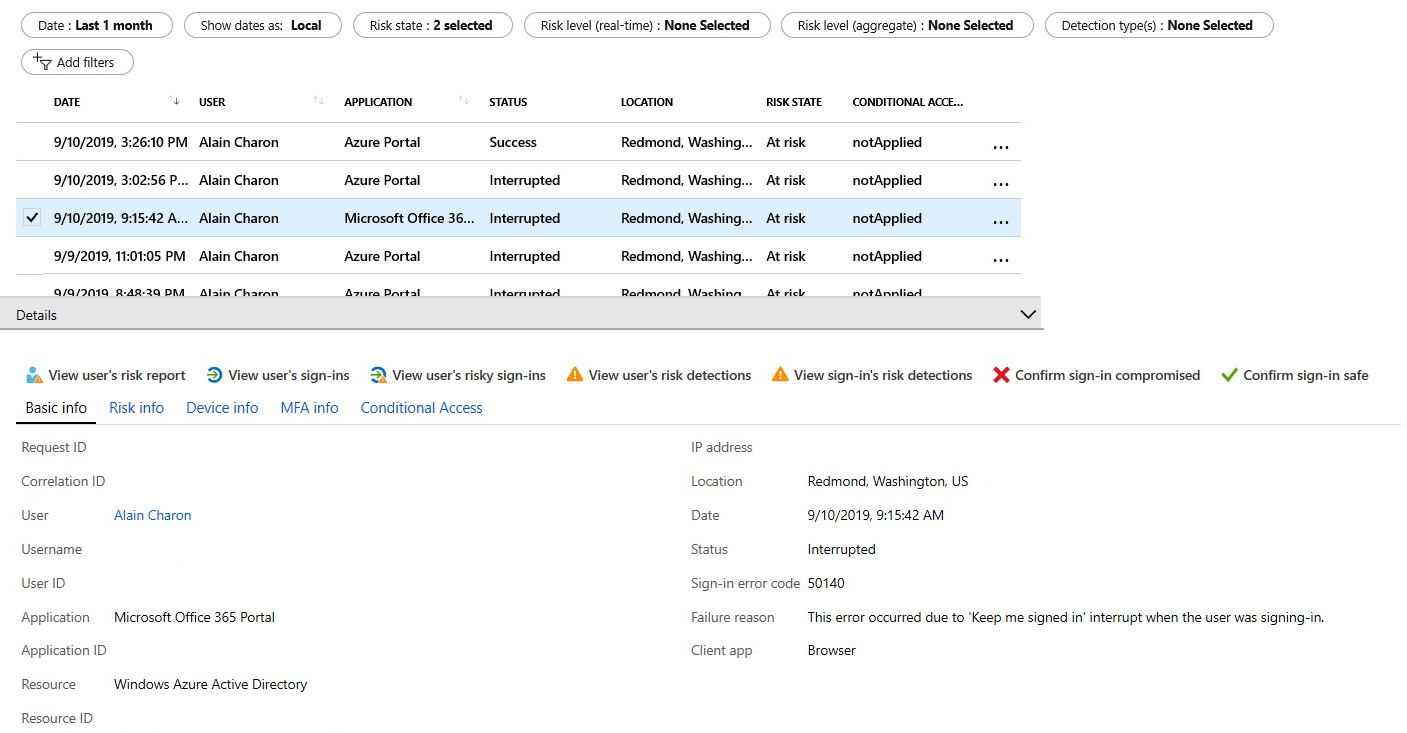 Date : Last 1 month Show dates as: Local Risk state : 2 selected Risk level (real-time) : None Selected Risk level (aggregate) : None Selected Detection type(s) : None Selected
Add filters
DATE USER APPLICATION STATUS LOCATION RISK STATE CONDITIONAL ACCE...
9/10/2019, 3:26:10 PM Alain Charon Azure Portal Success Redmond, Washing... At risk notApplied ...
9/10/2019, 3:02:56 P... Alain Charon Azure Portal Interrupted Redmond, Washing... At risk notApplied ...
9/10/2019, 9:15:42 A... Alain Charon Microsoft Office 36... Interrupted Redmond, Washing... At risk notApplied ...
9/9/2019, 11:01:05 PM Alain Charon Azure Portal Interrupted Redmond, Washing... At risk notApplied ...
9/9/2019, 8:48:39 PM Alain Charon Azure Portal Interrupted Redmond, Washing... At risk notApplied
Details
View user's risk report View user's sign-ins View user's risky sign-ins View user's risk detections View sign-in's risk detections Confirm sign-in compromised Confirm sign-in safe
Basic info Risk info Device info MFA info Conditional Access
Request ID IP address
Correlation ID Location Redmond, Washington, US
User Alain Charon Date 9/10/2019, 9:15:42 AM
Username Status Interrupted
User ID Sign-in error code 50140
Application Microsoft Office 365 Portal Failure reason This error occurred due to 'Keep me signed in' interrupt when the user was signing-in.
Application ID Client app Browser
Resource Windows Azure Active Directory
Resource ID